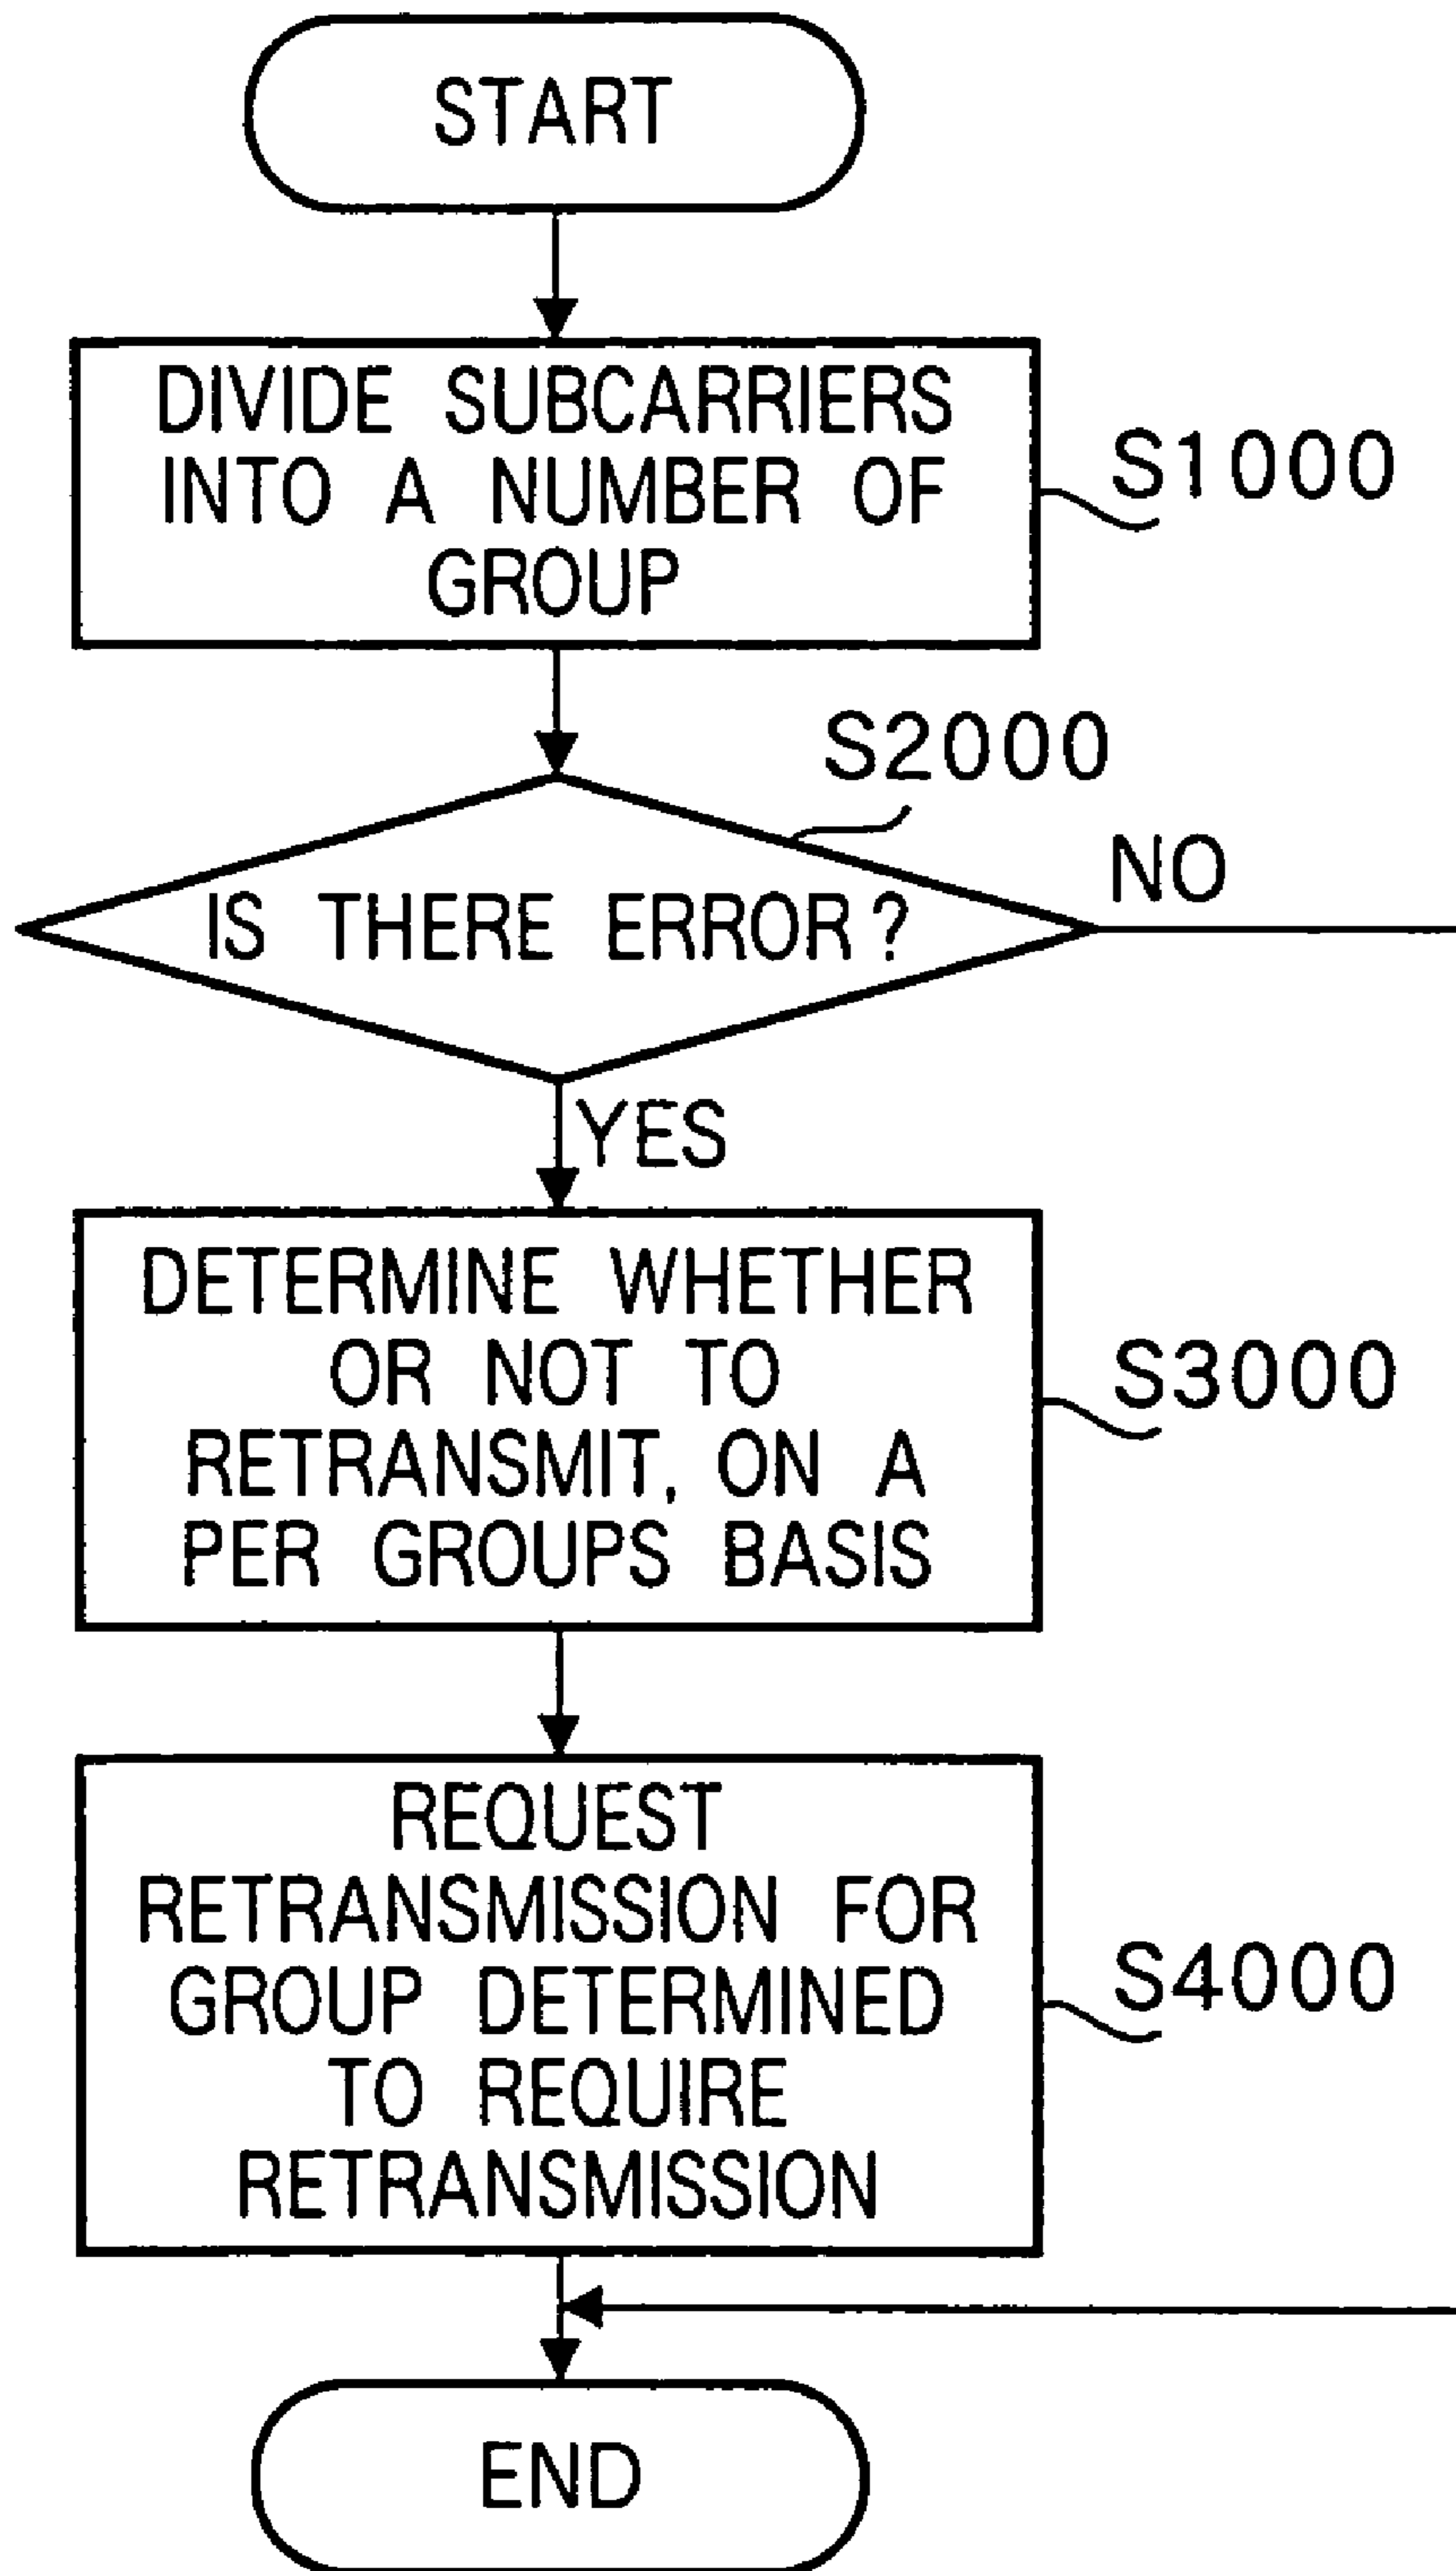 START
DIVIDE SUBCARRIERS
INTO A NUMBER OF
GROUP
S1000
S2000
IS THERE ERROR?
NO
YES
DETERMINE WHETHER
OR NOT TO
RETRANSMIT, ON A
PER GROUPS BASIS
S3000
REQUEST
RETRANSMISSION FOR
GROUP DETERMINED
TO REQUIRE
RETRANSMISSION
S4000
END